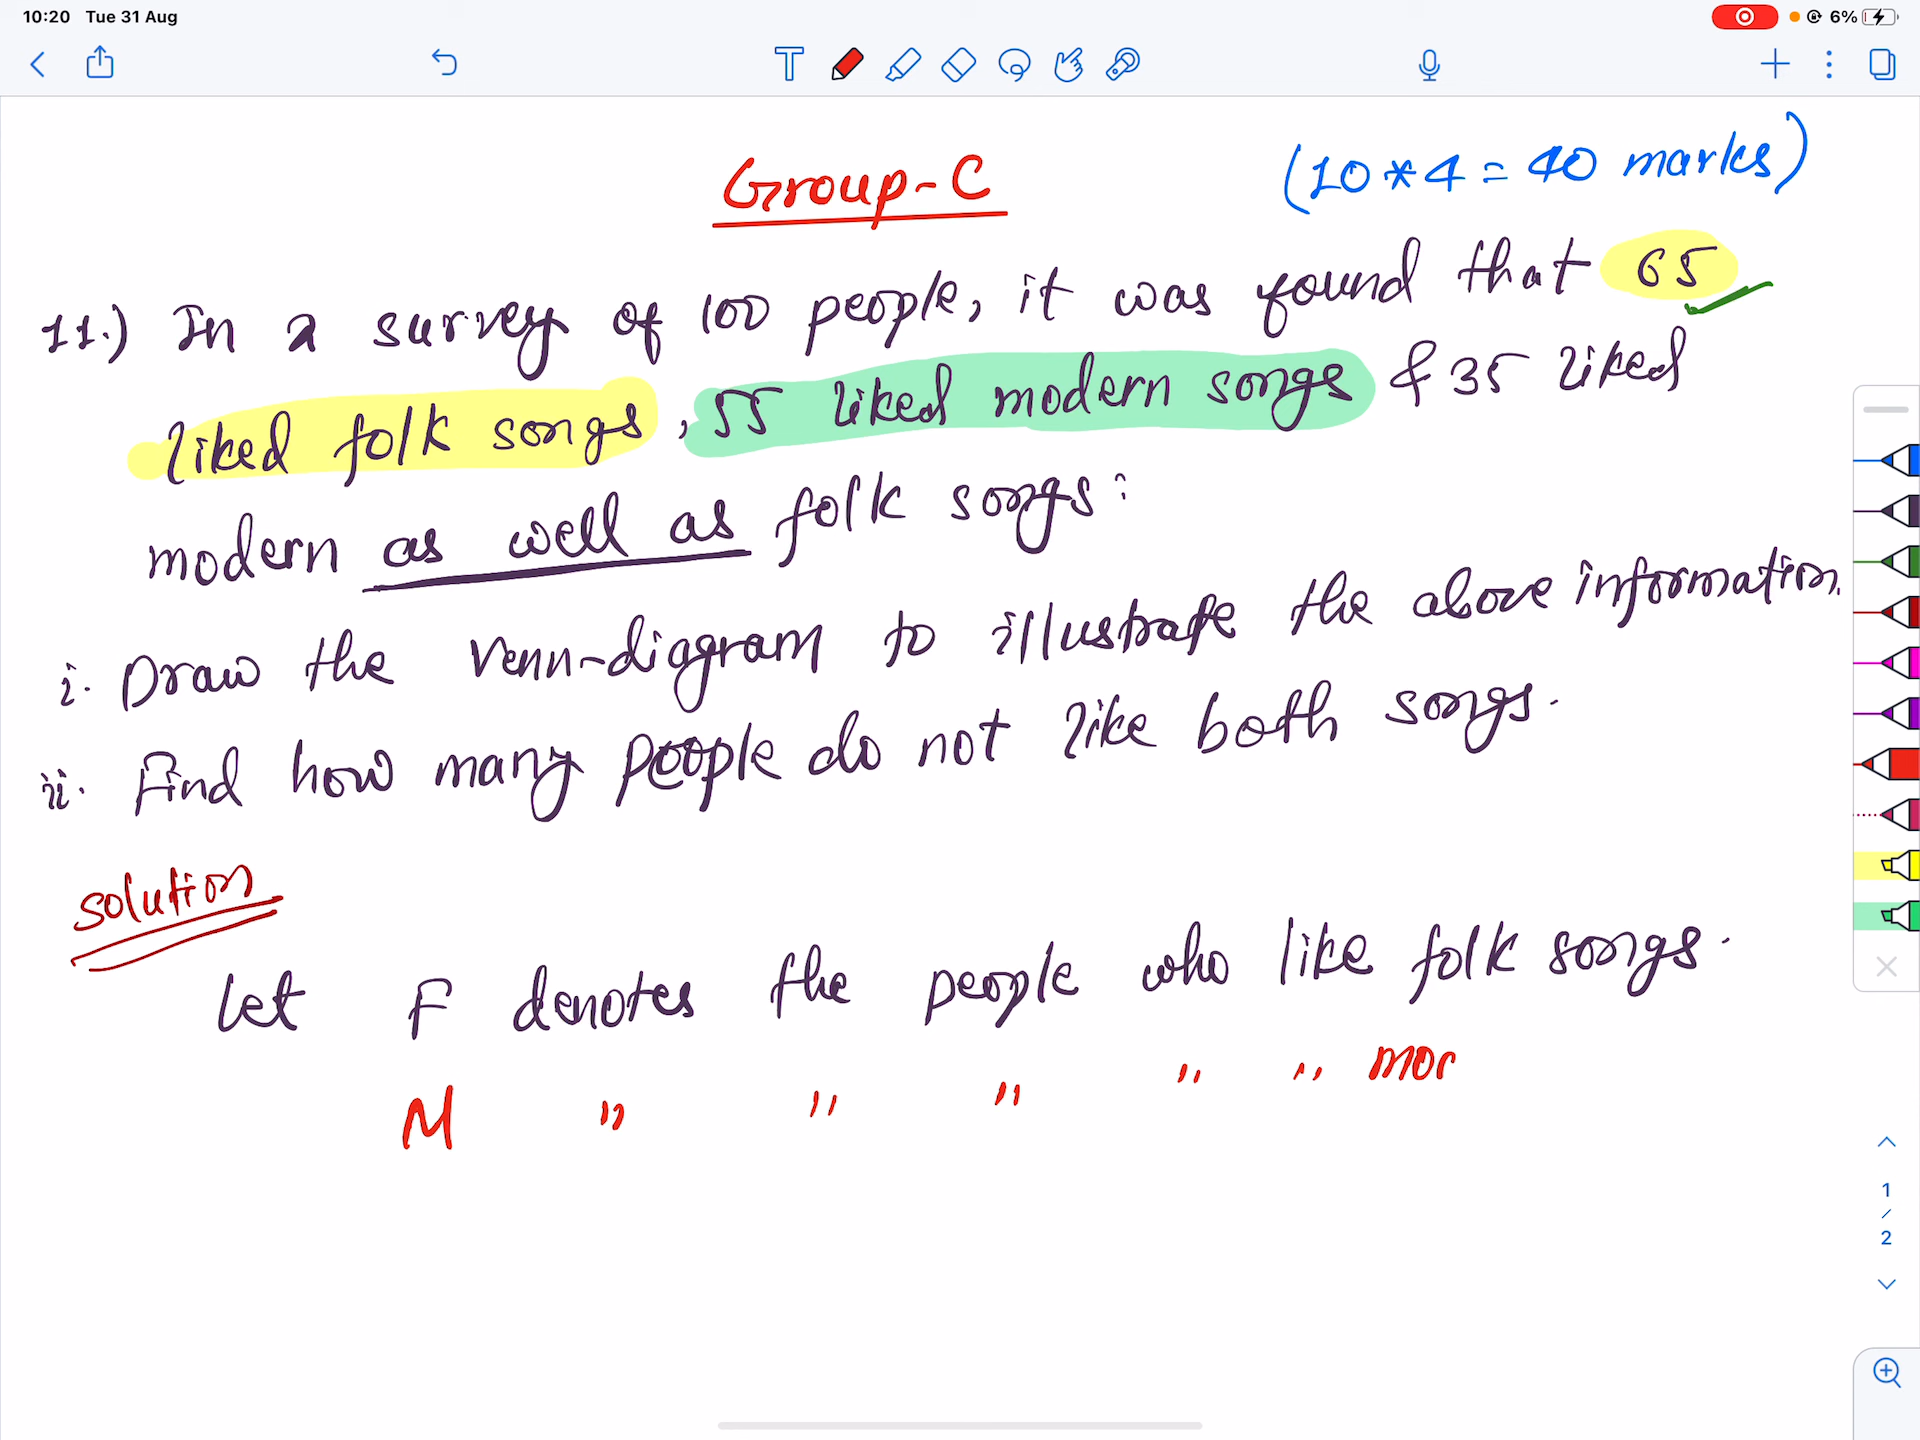 10:20 Tue 31 Aug
6%
Group-C
(10*4 = 40 marks)
11.) In a survey of 100 people, it was found that 65
liked folk songs, 55 liked modern songs & 35 liked
modern as well as folk songs:
i. Draw the venn-diagram to illustrate the above information.
ii. Find how many people do not like both songs.
solution
Let F denotes the people who like folk songs.
M " " " " " mor
1
/
2